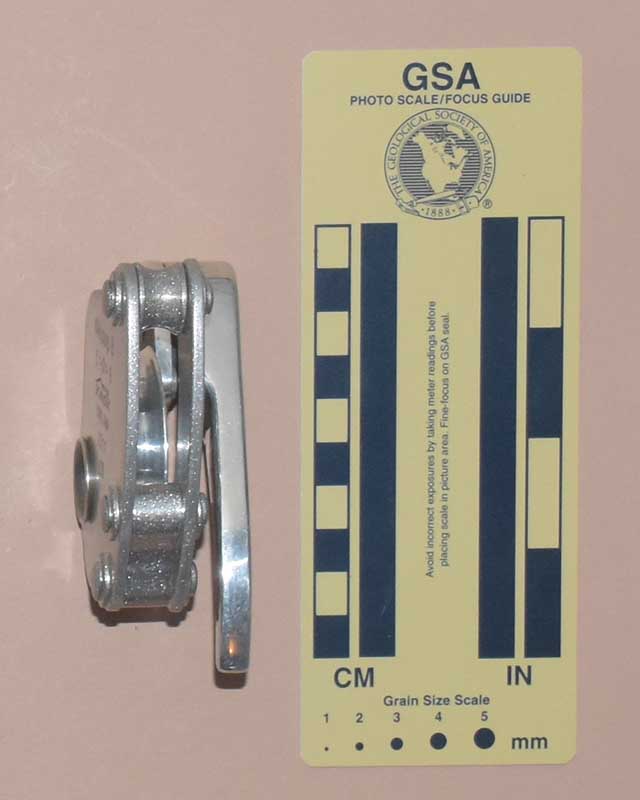 GSA
PHOTO SCALE/FOCUS GUIDE
THE GEOLOGICAL SOCIETY OF AMERICA
·1888·
®
Avoid incorrect exposures by taking meter readings before
placing scale in picture area. Fine-focus on GSA seal.
CM
IN
Grain Size Scale
1 2 3 4 5
mm